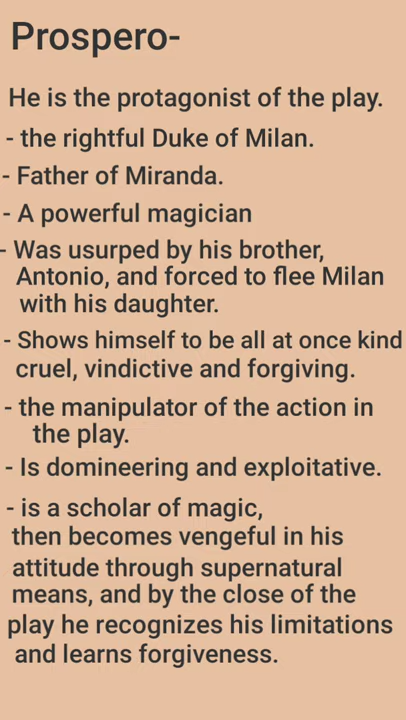 Prospero-
He is the protagonist of the play.
- the rightful Duke of Milan.
- Father of Miranda.
- A powerful magician
- Was usurped by his brother,
Antonio, and forced to flee Milan
with his daughter.
- Shows himself to be all at once kind
cruel, vindictive and forgiving.
- the manipulator of the action in
the play.
- Is domineering and exploitative.
- is a scholar of magic,
then becomes vengeful in his
attitude through supernatural
means, and by the close of the
play he recognizes his limitations
and learns forgiveness.